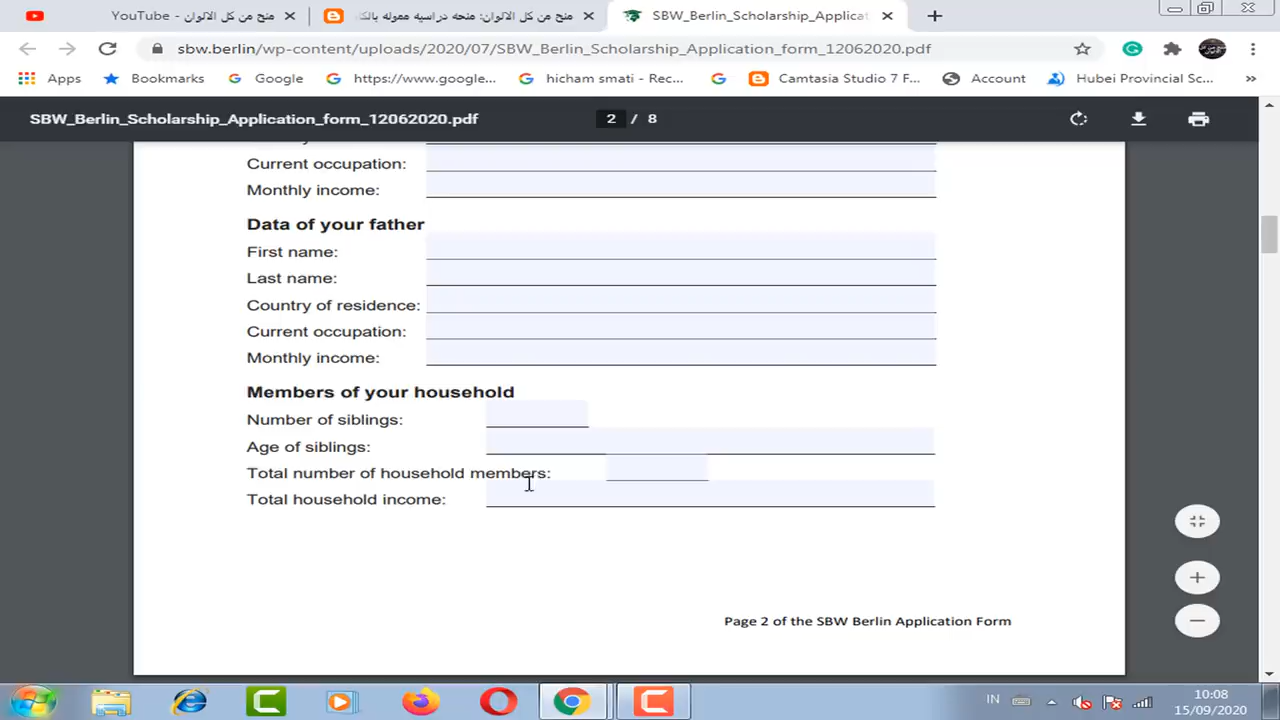 منح من كل الالوان - YouTube
منح من كل الالوان: منحه دراسيه مموله بالك
SBW_Berlin_Scholarship_Applicat
sbw.berlin/wp-content/uploads/2020/07/SBW_Berlin_Scholarship_Application_form_12062020.pdf
Apps
Bookmarks
Google
https://www.google...
hicham smati - Rec...
Camtasia Studio 7 F...
Account
Hubei Provincial Sc...
»
SBW_Berlin_Scholarship_Application_form_12062020.pdf
2 / 8
Current occupation:
Monthly income:
Data of your father
First name:
Last name:
Country of residence:
Current occupation:
Monthly income:
Members of your household
Number of siblings:
Age of siblings:
Total number of household members:
Total household income:
Page 2 of the SBW Berlin Application Form
IN
10:08
15/09/2020